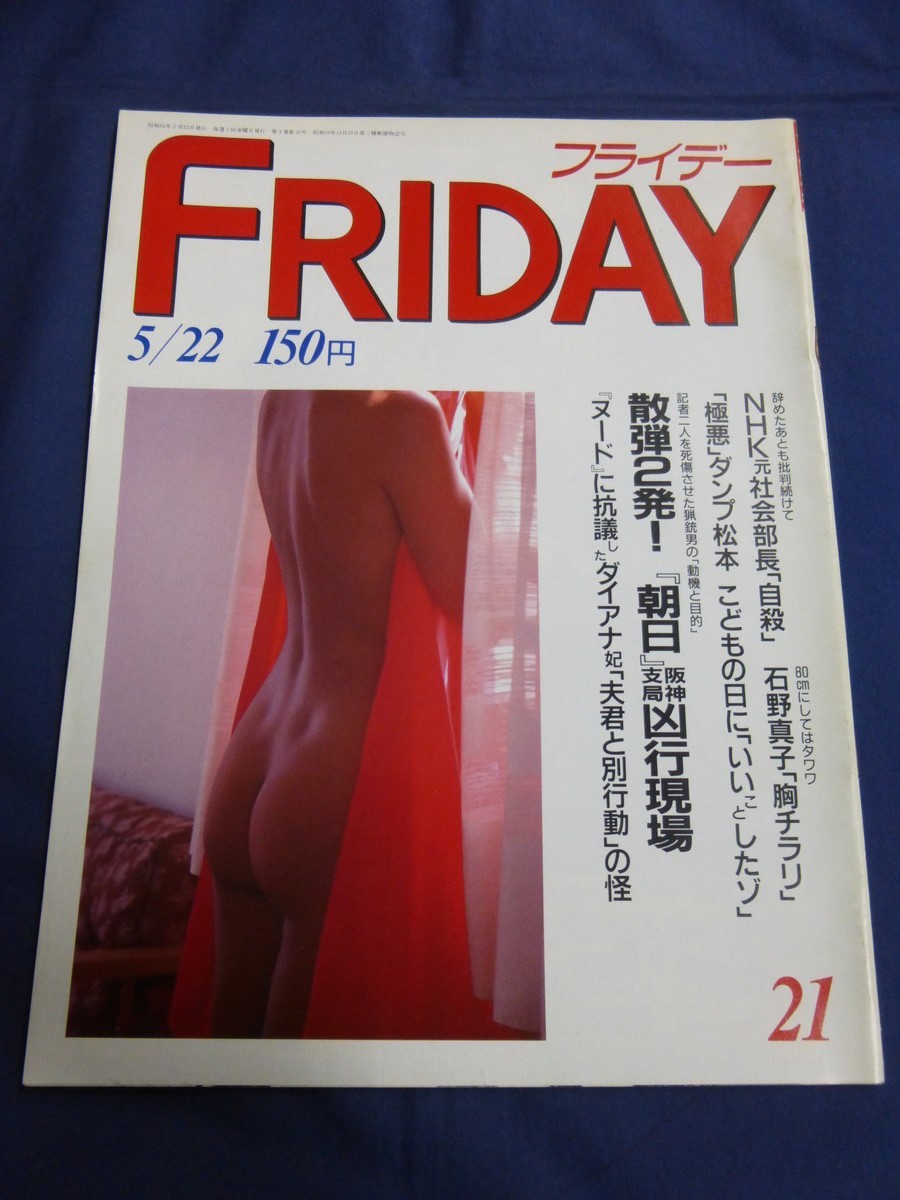 フライデー
FRIDAY
5/22 150円
辞めたあとも批判続けて
NHK元社会部長「自殺」
80cmにしてはタワワ
石野真子「胸チラリ」
「極悪」ダンプ松本 こどもの日に「いいことしたゾ」
記者二人を死傷させた猟銃男の「動機と目的」
散弾2発! 『朝日』阪神支局凶行現場
『ヌード』に抗議したダイアナ妃「夫君と別行動」の怪
21